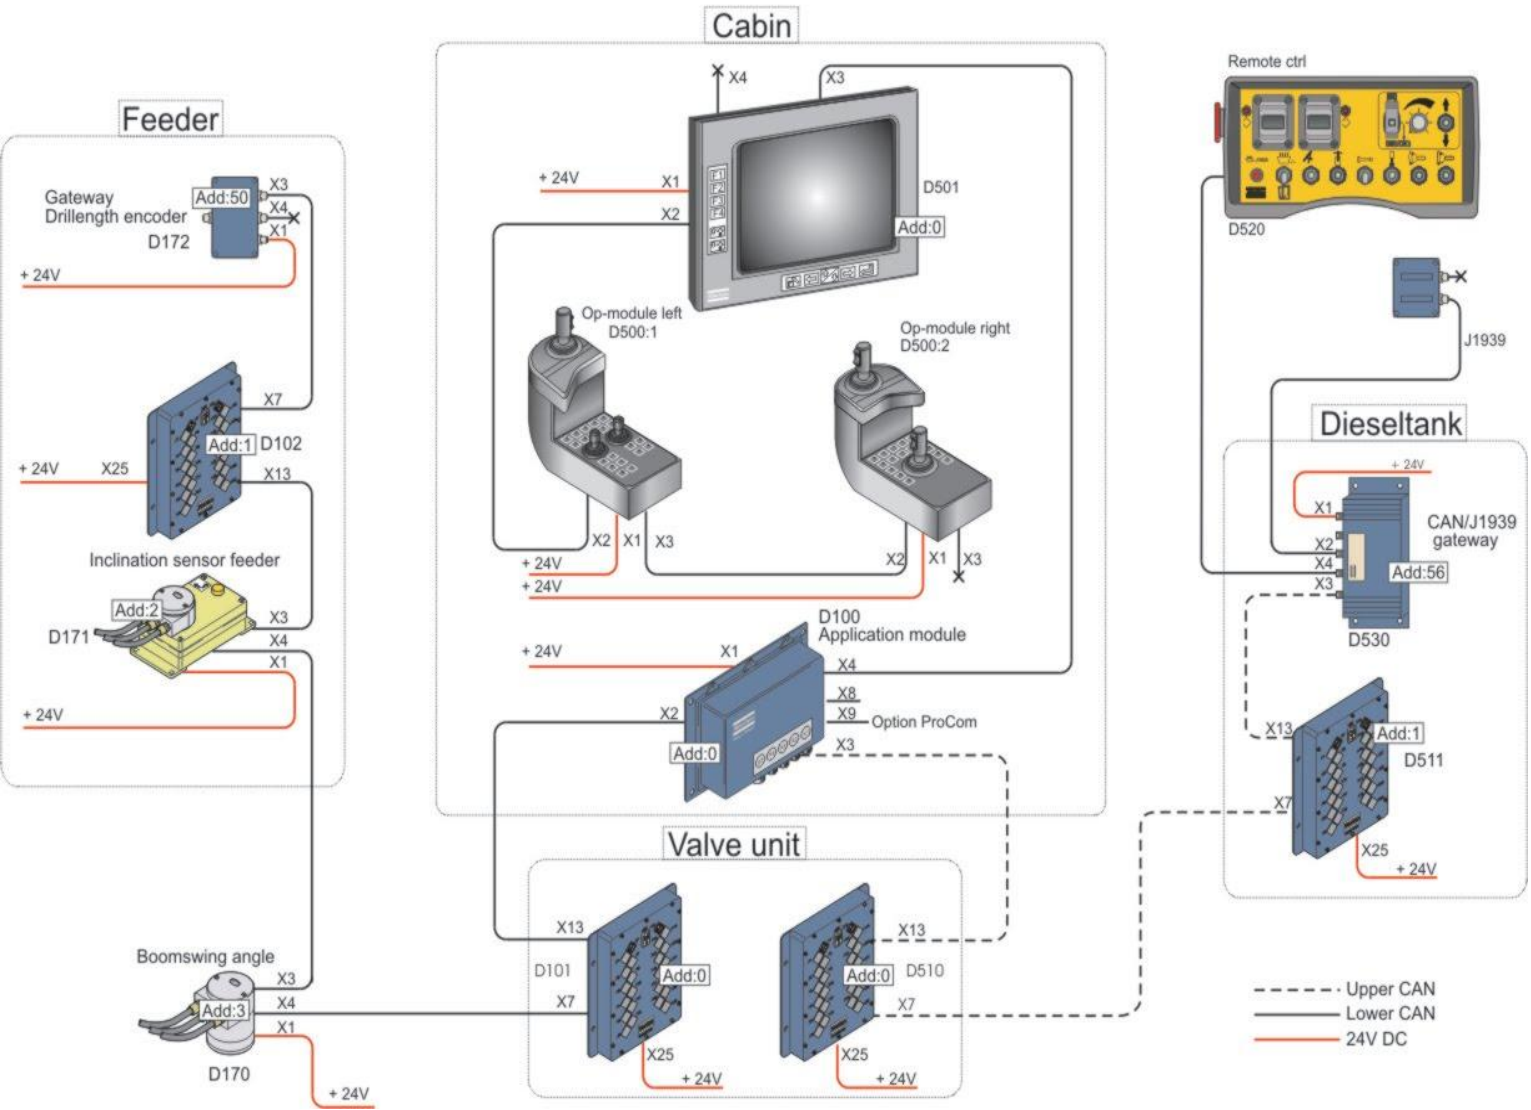 Cabin
Feeder
Gateway
Drillength encoder
D172
Add:50
X3
X4
X1
+ 24V
X7
Add:1
D102
+ 24V
X25
X13
Inclination sensor feeder
Add:2
D171
X3
X4
X1
+ 24V
Boomswing angle
Add:3
X3
X4
X1
D170
+ 24V
X4
X3
+ 24V
X1
X2
D501
Add:0
Op-module left
D500:1
Op-module right
D500:2
X2
X1
X3
X2
X1
X3
+ 24V
+ 24V
D100
Application module
+ 24V
X1
X4
X8
X9
Option ProCom
X3
X2
Add:0
Valve unit
X13
D101
Add:0
X7
X25
+ 24V
X13
Add:0
D510
X7
X25
+ 24V
Remote ctrl
D520
J1939
Dieseltank
+ 24V
X1
X2
X4
X3
CAN/J1939
gateway
Add:56
D530
X13
Add:1
D511
X7
X25
+ 24V
Upper CAN
Lower CAN
24V DC